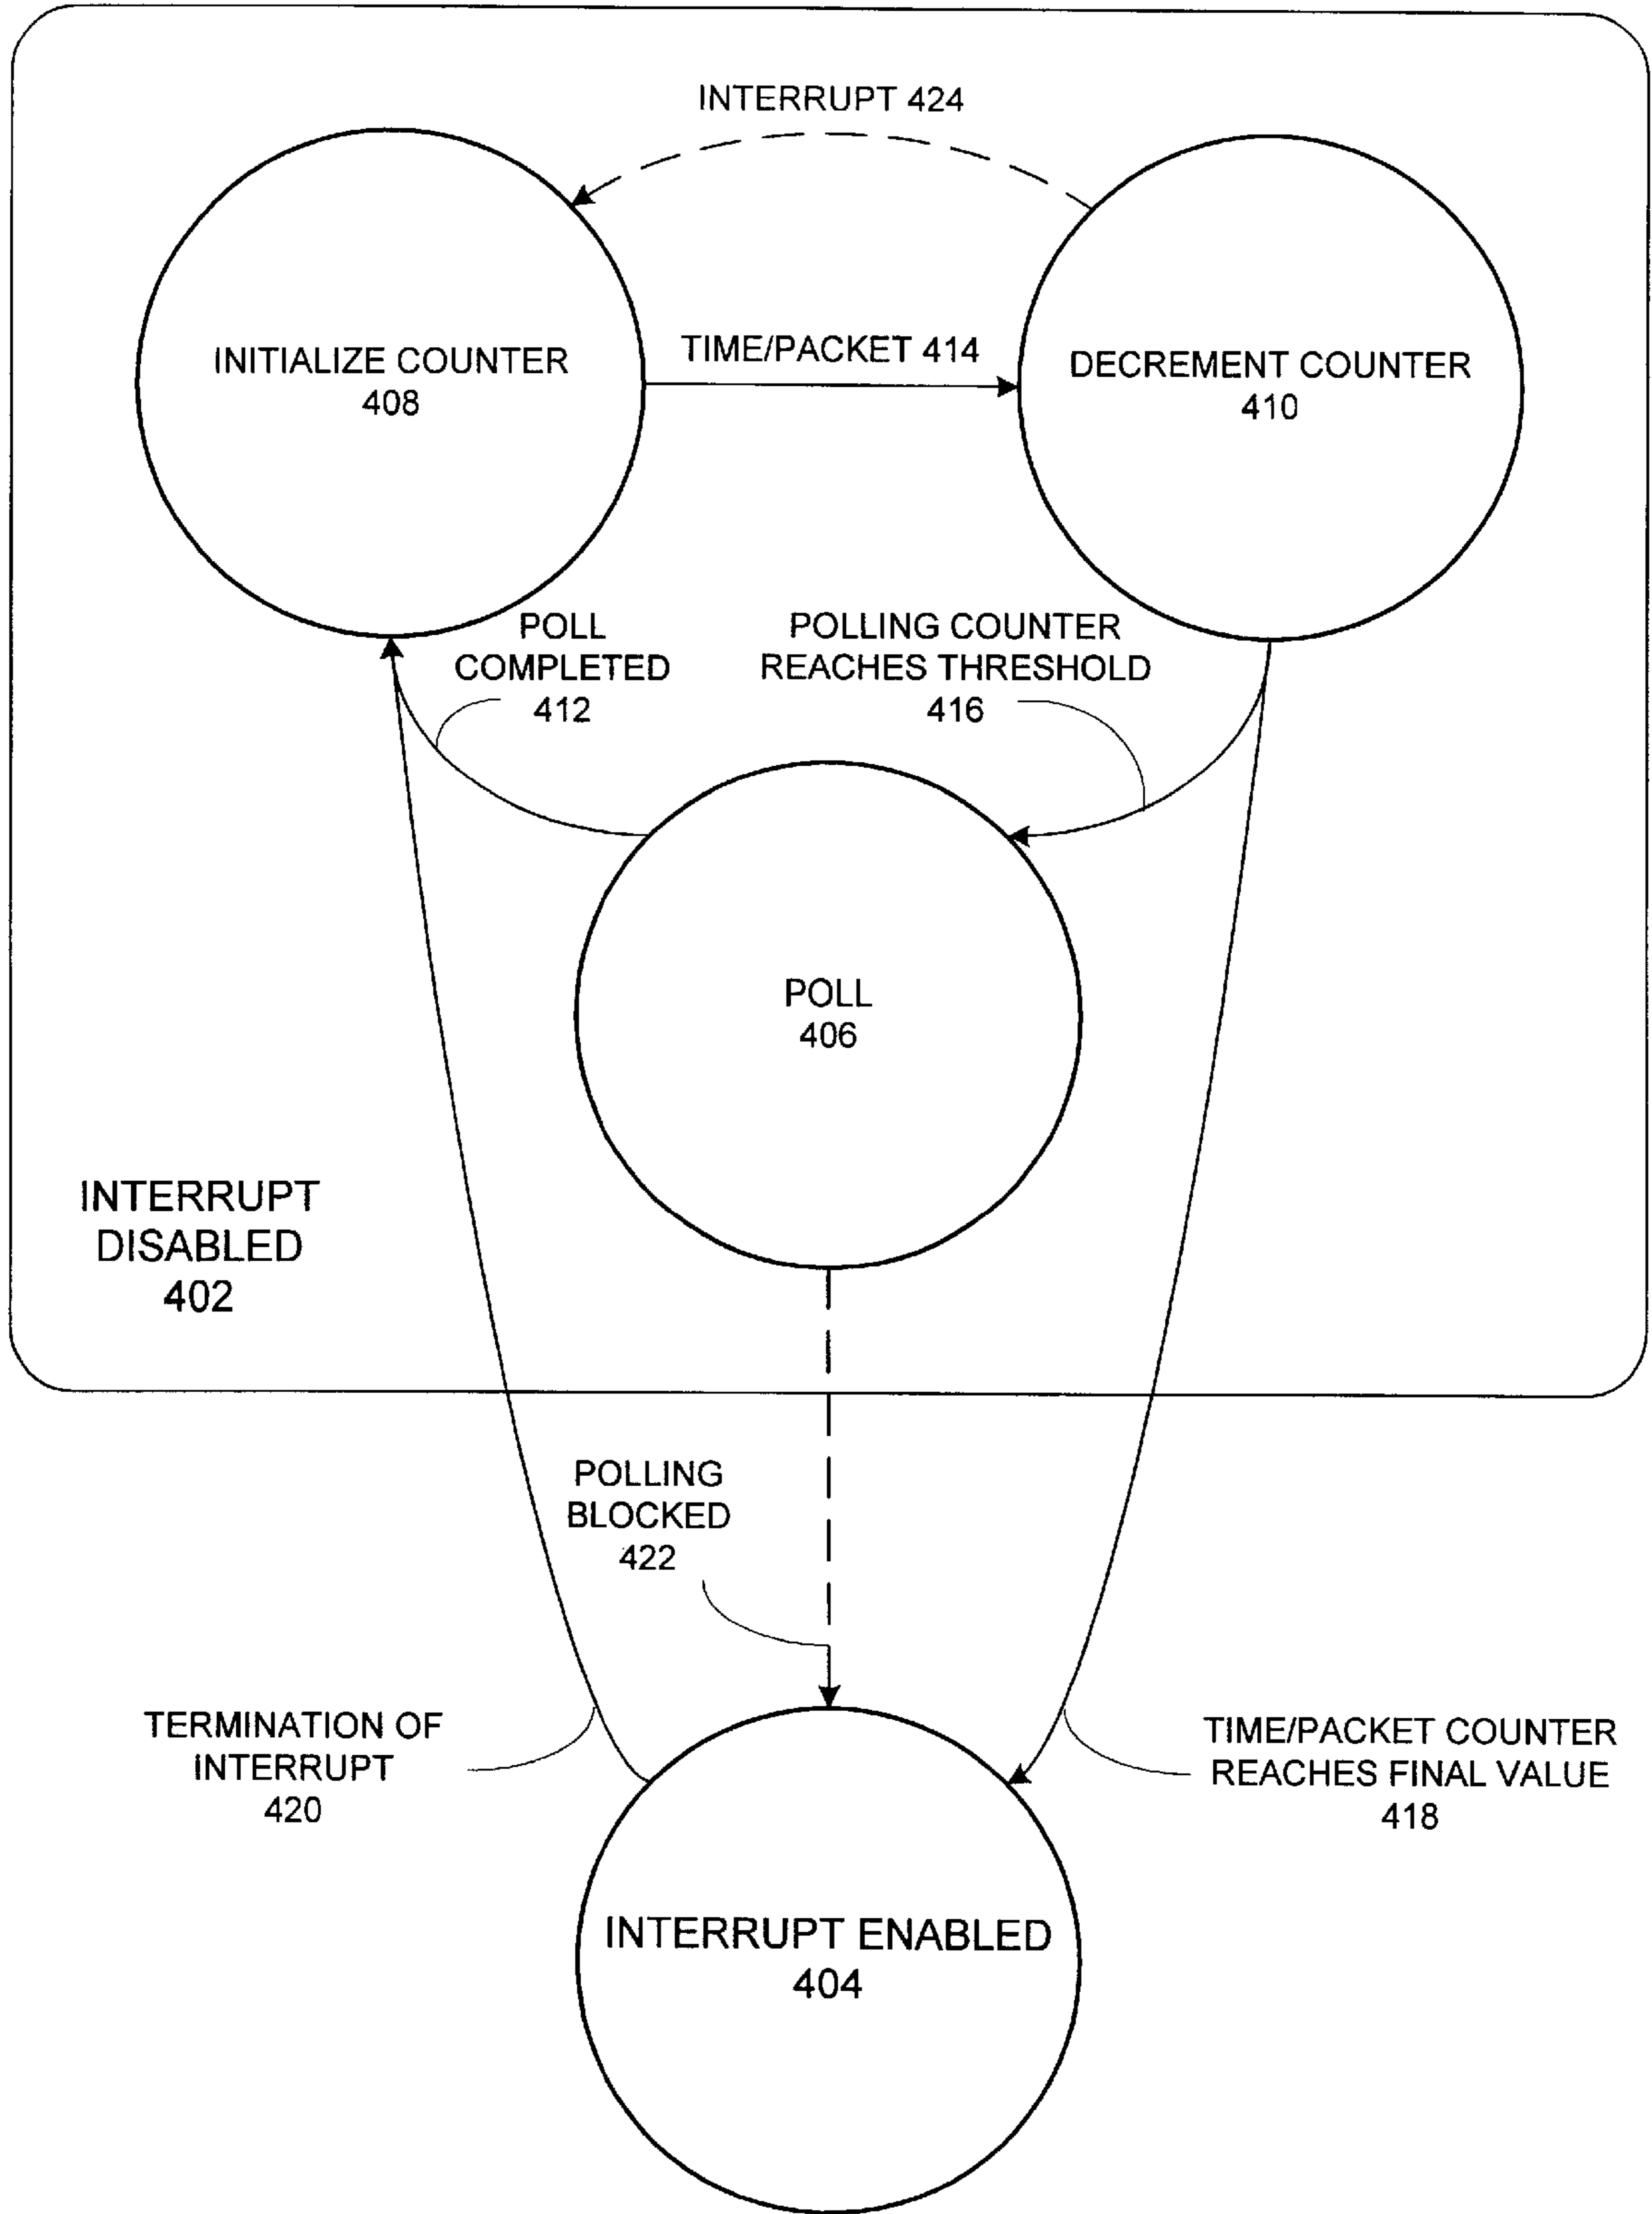 INTERRUPT 424
INITIALIZE COUNTER
408
TIME/PACKET 414
DECREMENT COUNTER
410
POLL
COMPLETED
412
POLLING COUNTER
REACHES THRESHOLD
416
POLL
406
INTERRUPT
DISABLED
402
POLLING
BLOCKED
422
TERMINATION OF
INTERRUPT
420
TIME/PACKET COUNTER
REACHES FINAL VALUE
418
INTERRUPT ENABLED
404